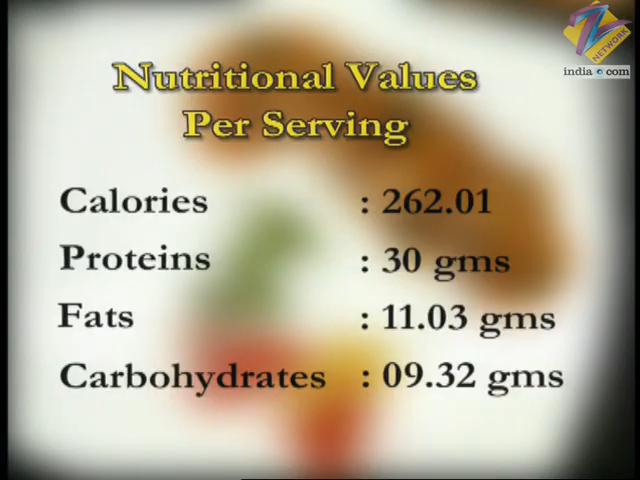 Z
NETWORK
india.com
Nutritional Values
Per Serving
Calories : 262.01
Proteins : 30 gms
Fats : 11.03 gms
Carbohydrates : 09.32 gms